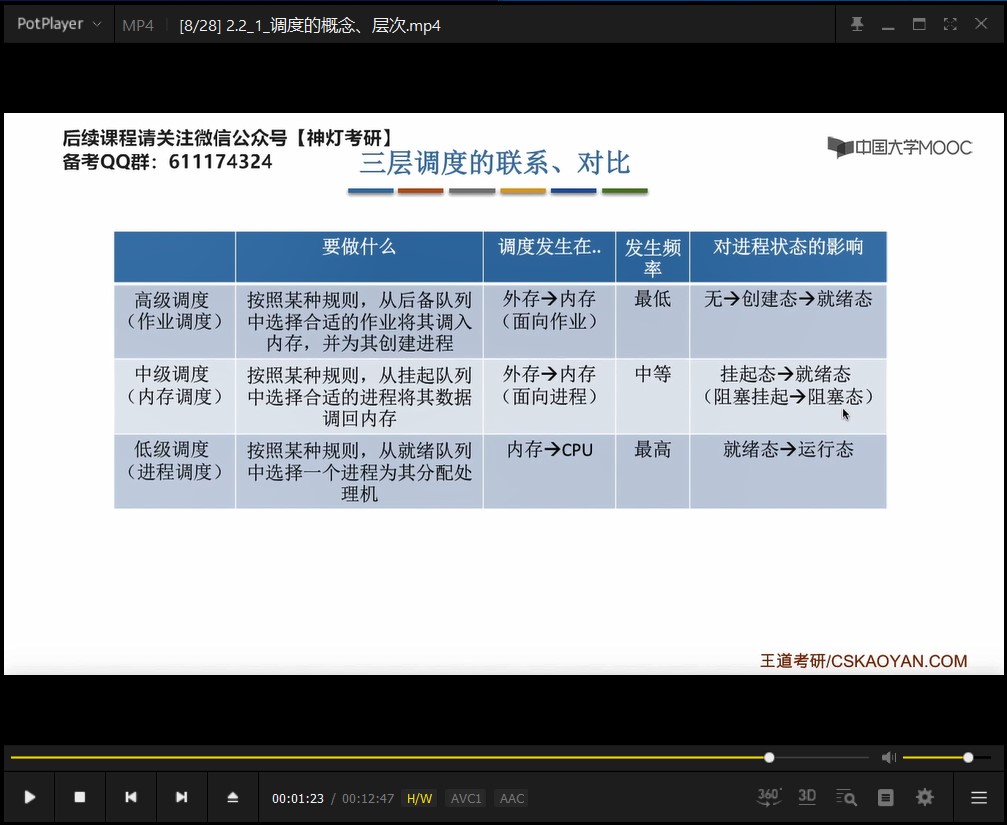 PotPlayer
MP4
[8/28] 2.2_1_调度的概念、层次.mp4
后续课程请关注微信公众号【神灯考研】
备考QQ群：611174324
三层调度的联系、对比
中国大学MOOC
要做什么
调度发生在..
发生频
率
对进程状态的影响
高级调度
（作业调度）
按照某种规则，从后备队列
中选择合适的作业将其调入
内存，并为其创建进程
外存→内存
（面向作业）
最低
无→创建态→就绪态
中级调度
（内存调度）
按照某种规则，从挂起队列
中选择合适的进程将其数据
调回内存
外存→内存
（面向进程）
中等
挂起态→就绪态
（阻塞挂起→阻塞态）
低级调度
（进程调度）
按照某种规则，从就绪队列
中选择一个进程为其分配处
理机
内存→CPU
最高
就绪态→运行态
王道考研/CSKAOYAN.COM
00:01:23 / 00:12:47 H/W AVC1 AAC
360° 3D